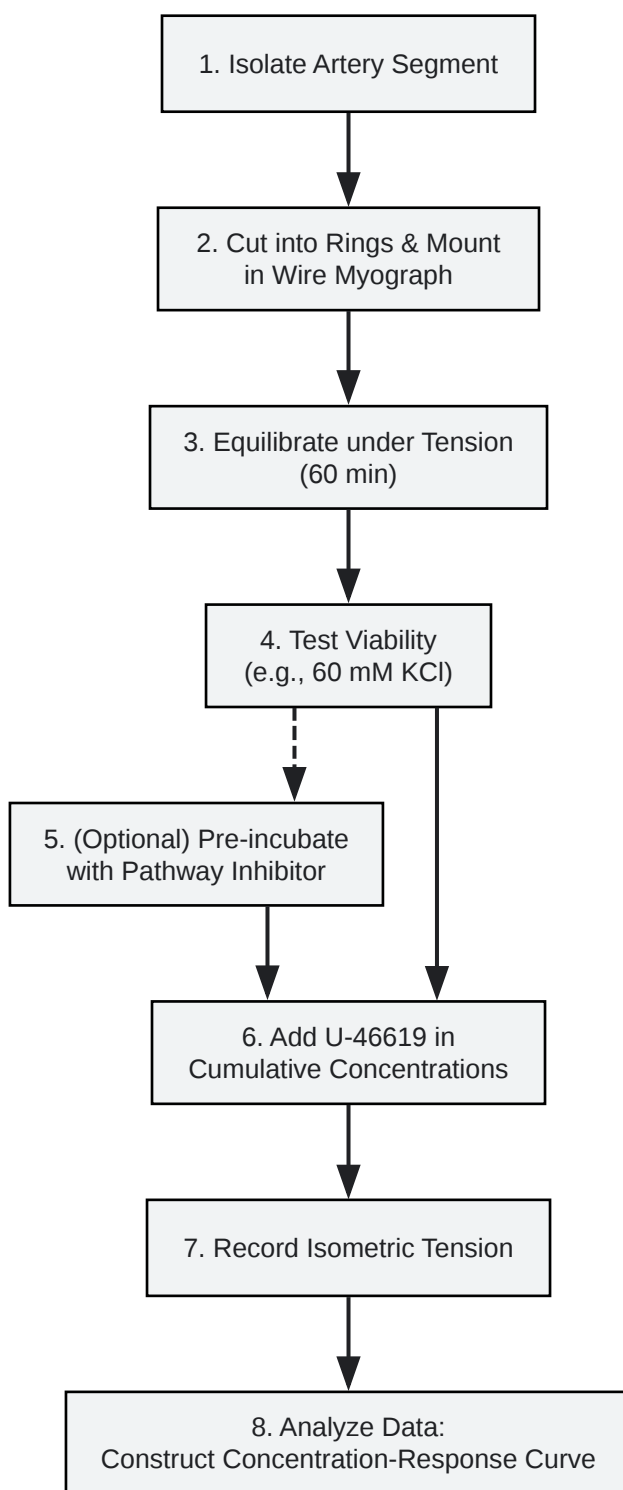 1. Isolate Artery Segment
2. Cut into Rings & Mount
in Wire Myograph
3. Equilibrate under Tension
(60 min)
4. Test Viability
(e.g., 60 mM KCl)
5. (Optional) Pre-incubate
with Pathway Inhibitor
6. Add U-46619 in
Cumulative Concentrations
7. Record Isometric Tension
8. Analyze Data:
Construct Concentration-Response Curve